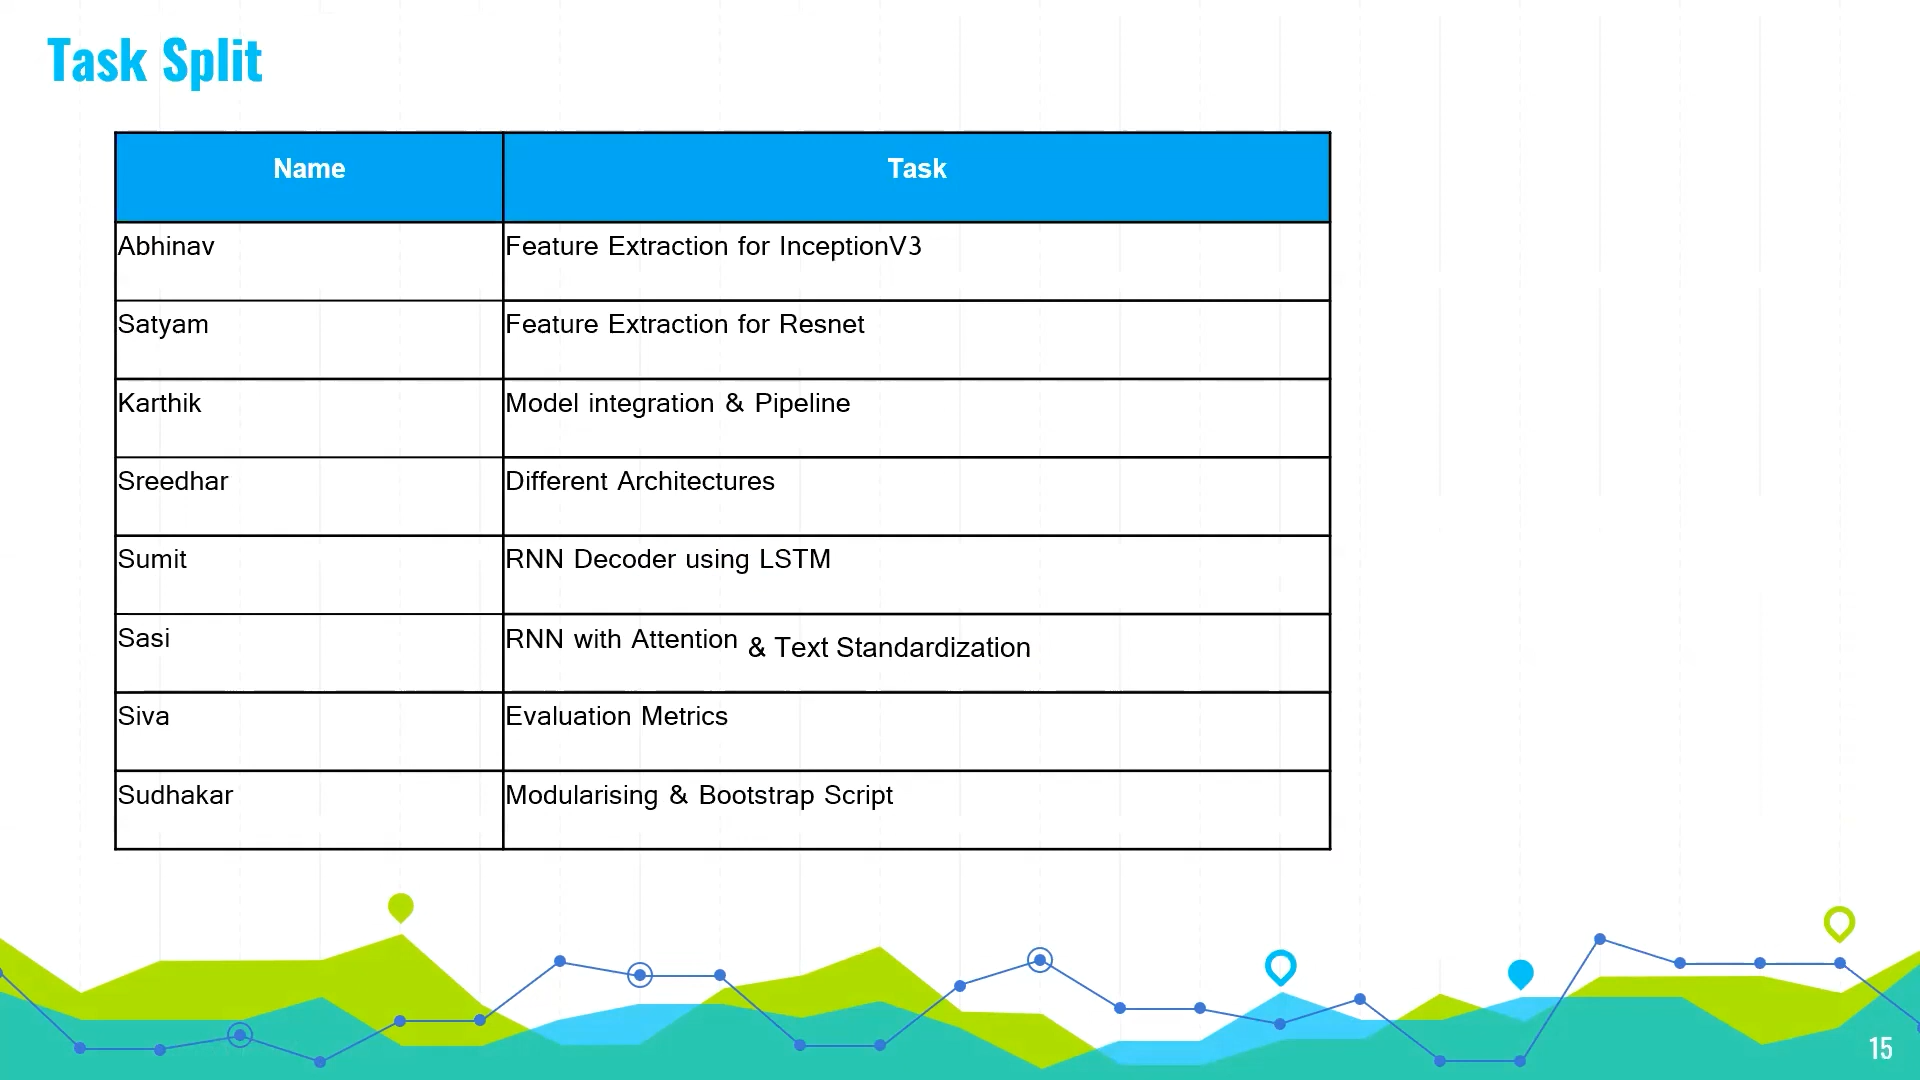 Task Split
Name Task
Abhinav Feature Extraction for InceptionV3
Satyam Feature Extraction for Resnet
Karthik Model integration & Pipeline
Sreedhar Different Architectures
Sumit RNN Decoder using LSTM
Sasi RNN with Attention & Text Standardization
Siva Evaluation Metrics
Sudhakar Modularising & Bootstrap Script
15